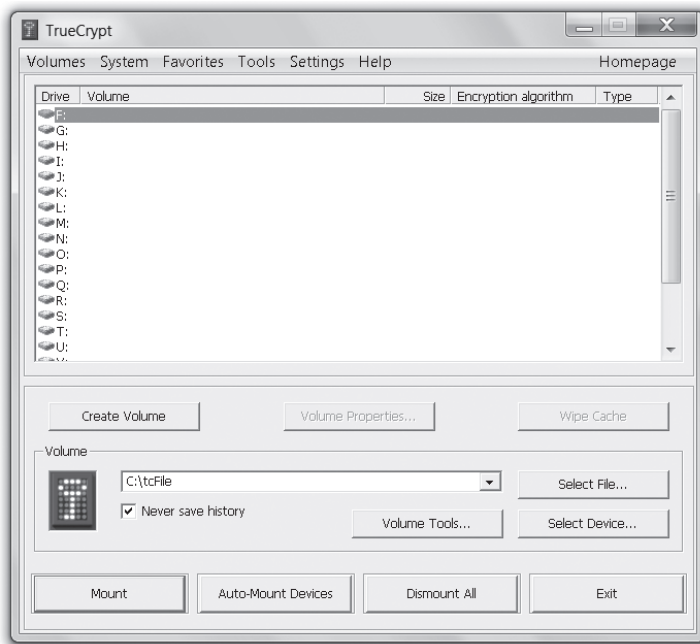 TrueCrypt
Volumes System Favorites Tools Settings Help Homepage
Drive Volume Size Encryption algorithm Type
F:
G:
H:
I:
J:
K:
L:
M:
N:
O:
P:
Q:
R:
S:
T:
U:
V:
Create Volume Volume Properties... Wipe Cache
Volume
C:\tcFile Select File...
Never save history Volume Tools... Select Device...
Mount Auto-Mount Devices Dismount All Exit